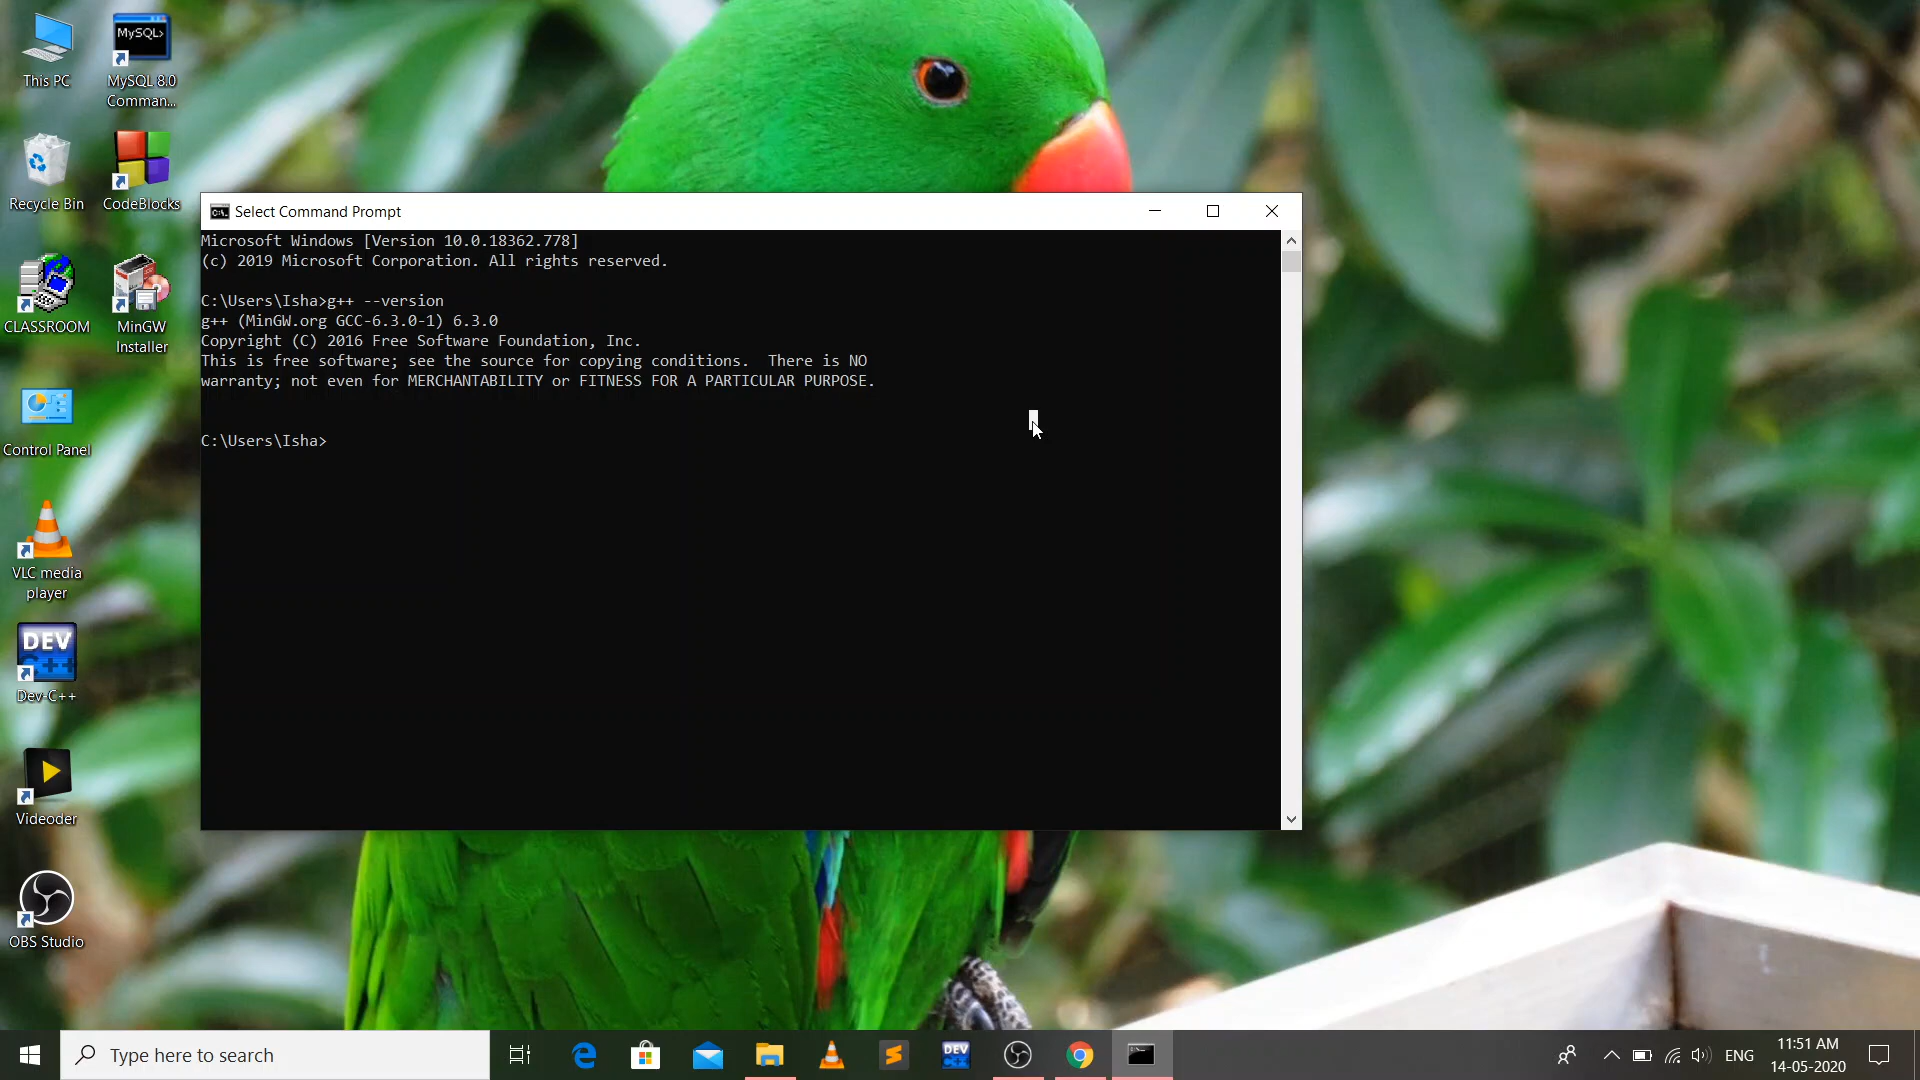 This PC
MySQL>
MySQL 8.0
Comman...
Recycle Bin
CodeBlocks
CLASSROOM
MinGW
Installer
Control Panel
VLC media
player
DEV
C++
Dev-C++
Videoder
OBS Studio
C:\.
Select Command Prompt
Microsoft Windows [Version 10.0.18362.778]
(c) 2019 Microsoft Corporation. All rights reserved.
C:\Users\Isha>g++ --version
g++ (MinGW.org GCC-6.3.0-1) 6.3.0
Copyright (C) 2016 Free Software Foundation, Inc.
This is free software; see the source for copying conditions.  There is NO
warranty; not even for MERCHANTABILITY or FITNESS FOR A PARTICULAR PURPOSE.
C:\Users\Isha>
Type here to search
DEV
ENG
11:51 AM
14-05-2020